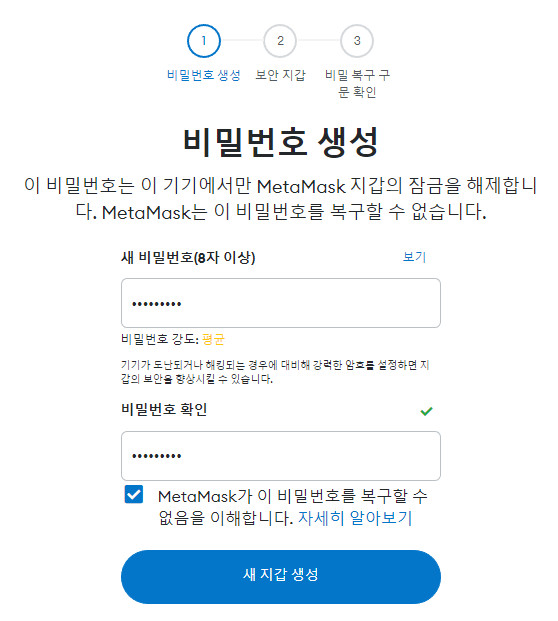 1 2 3
비밀번호 생성 보안 지갑 비밀 복구 구
문 확인
비밀번호 생성
이 비밀번호는 이 기기에서만 MetaMask 지갑의 잠금을 해제합니
다. MetaMask는 이 비밀번호를 복구할 수 없습니다.
새 비밀번호(8자 이상) 보기
•••••••••
비밀번호 강도: 평균
기기가 도난되거나 해킹되는 경우에 대비해 강력한 암호를 설정하면 지
갑의 보안을 향상시킬 수 있습니다.
비밀번호 확인
•••••••••
MetaMask가 이 비밀번호를 복구할 수
없음을 이해합니다. 자세히 알아보기
새 지갑 생성